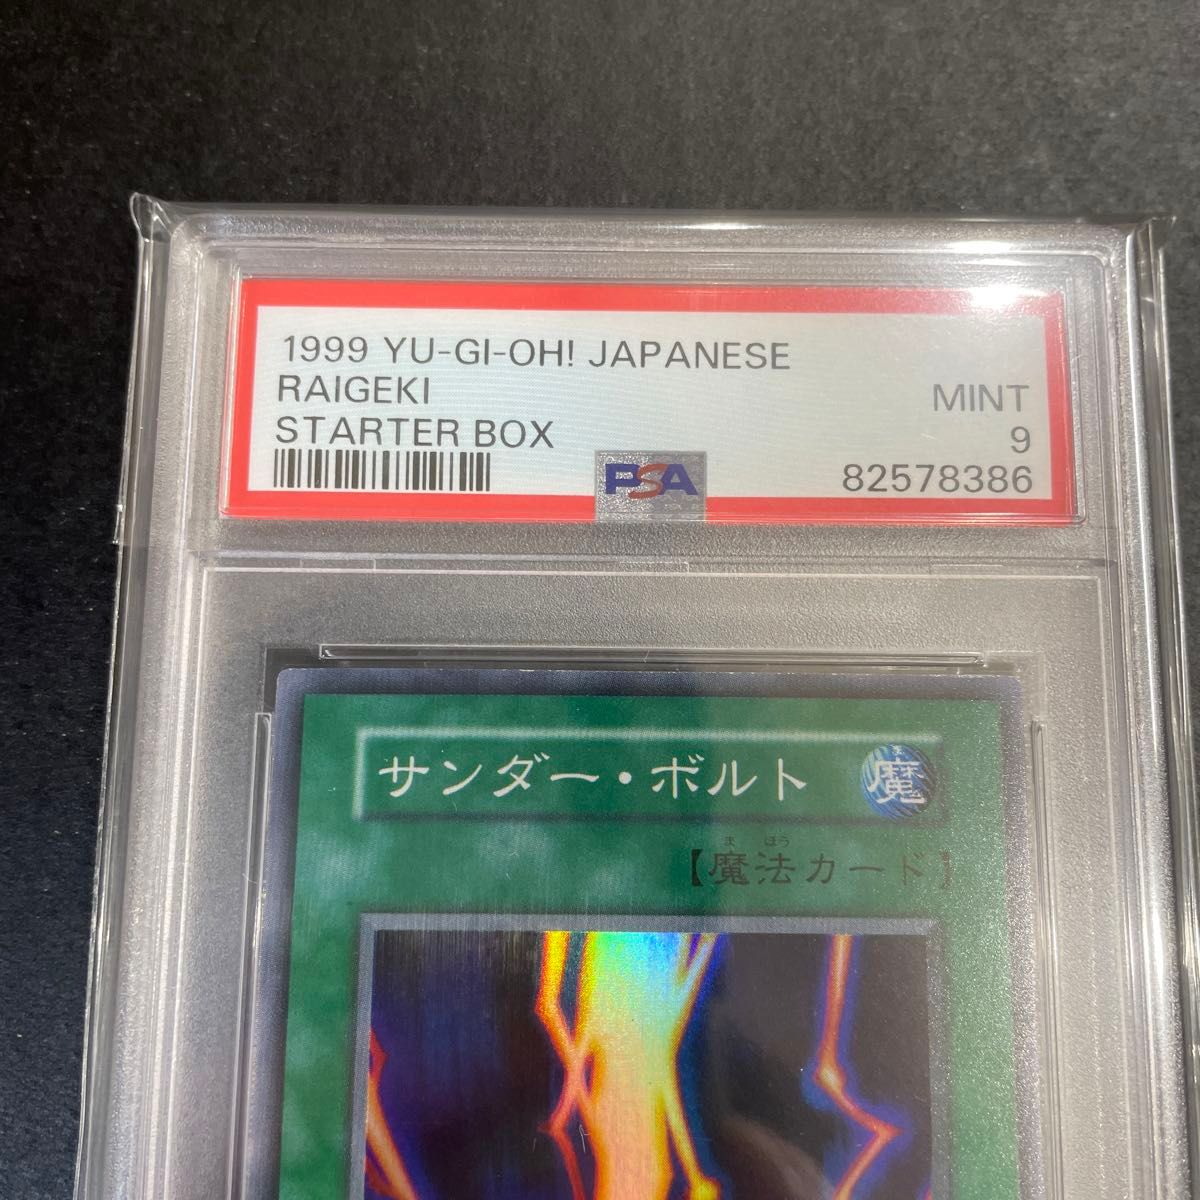 1999 YU-GI-OH! JAPANESE
RAIGEKI
STARTER BOX
MINT
9
82578386
PSA
サンダー・ボルト
魔
まほう
【魔法カード】